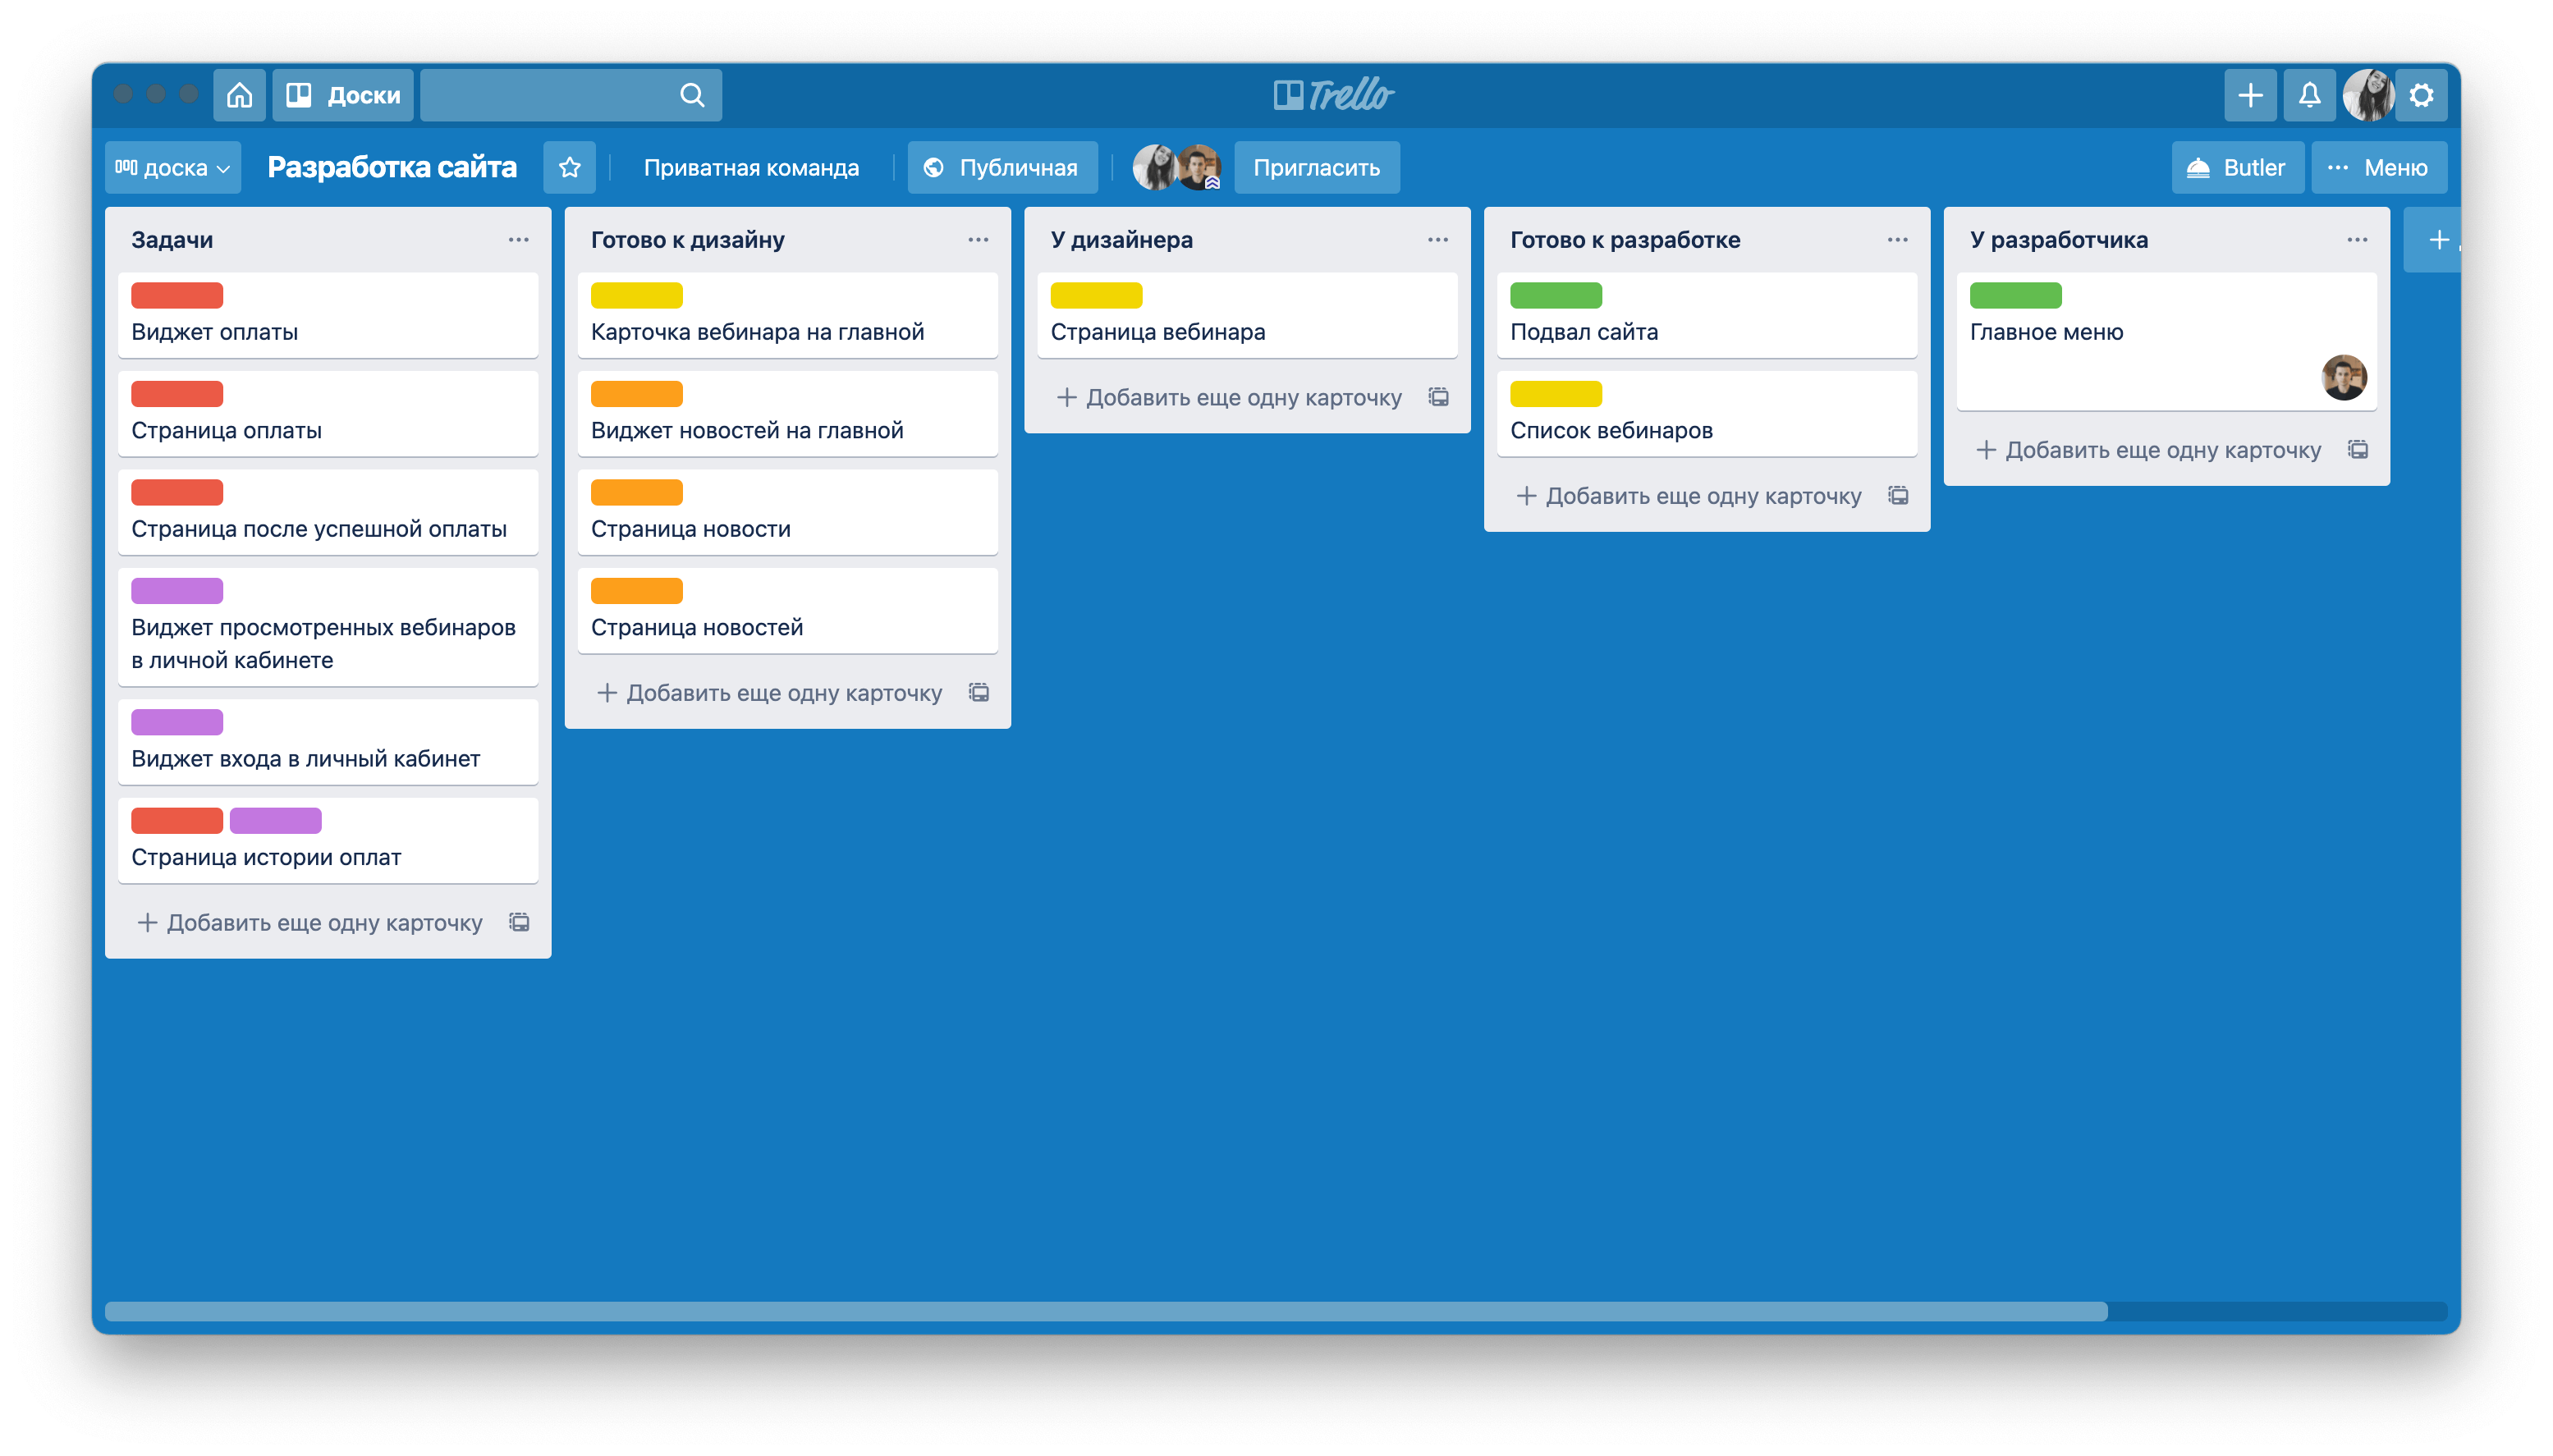 Доски
Trello
доска
Разработка сайта
Приватная команда
Публичная
Пригласить
Butler
Меню
Задачи
Виджет оплаты
Страница оплаты
Страница после успешной оплаты
Виджет просмотренных вебинаров
в личной кабинете
Виджет входа в личный кабинет
Страница истории оплат
Добавить еще одну карточку
Готово к дизайну
Карточка вебинара на главной
Виджет новостей на главной
Страница новости
Страница новостей
Добавить еще одну карточку
У дизайнера
Страница вебинара
Добавить еще одну карточку
Готово к разработке
Подвал сайта
Список вебинаров
Добавить еще одну карточку
У разработчика
Главное меню
Добавить еще одну карточку